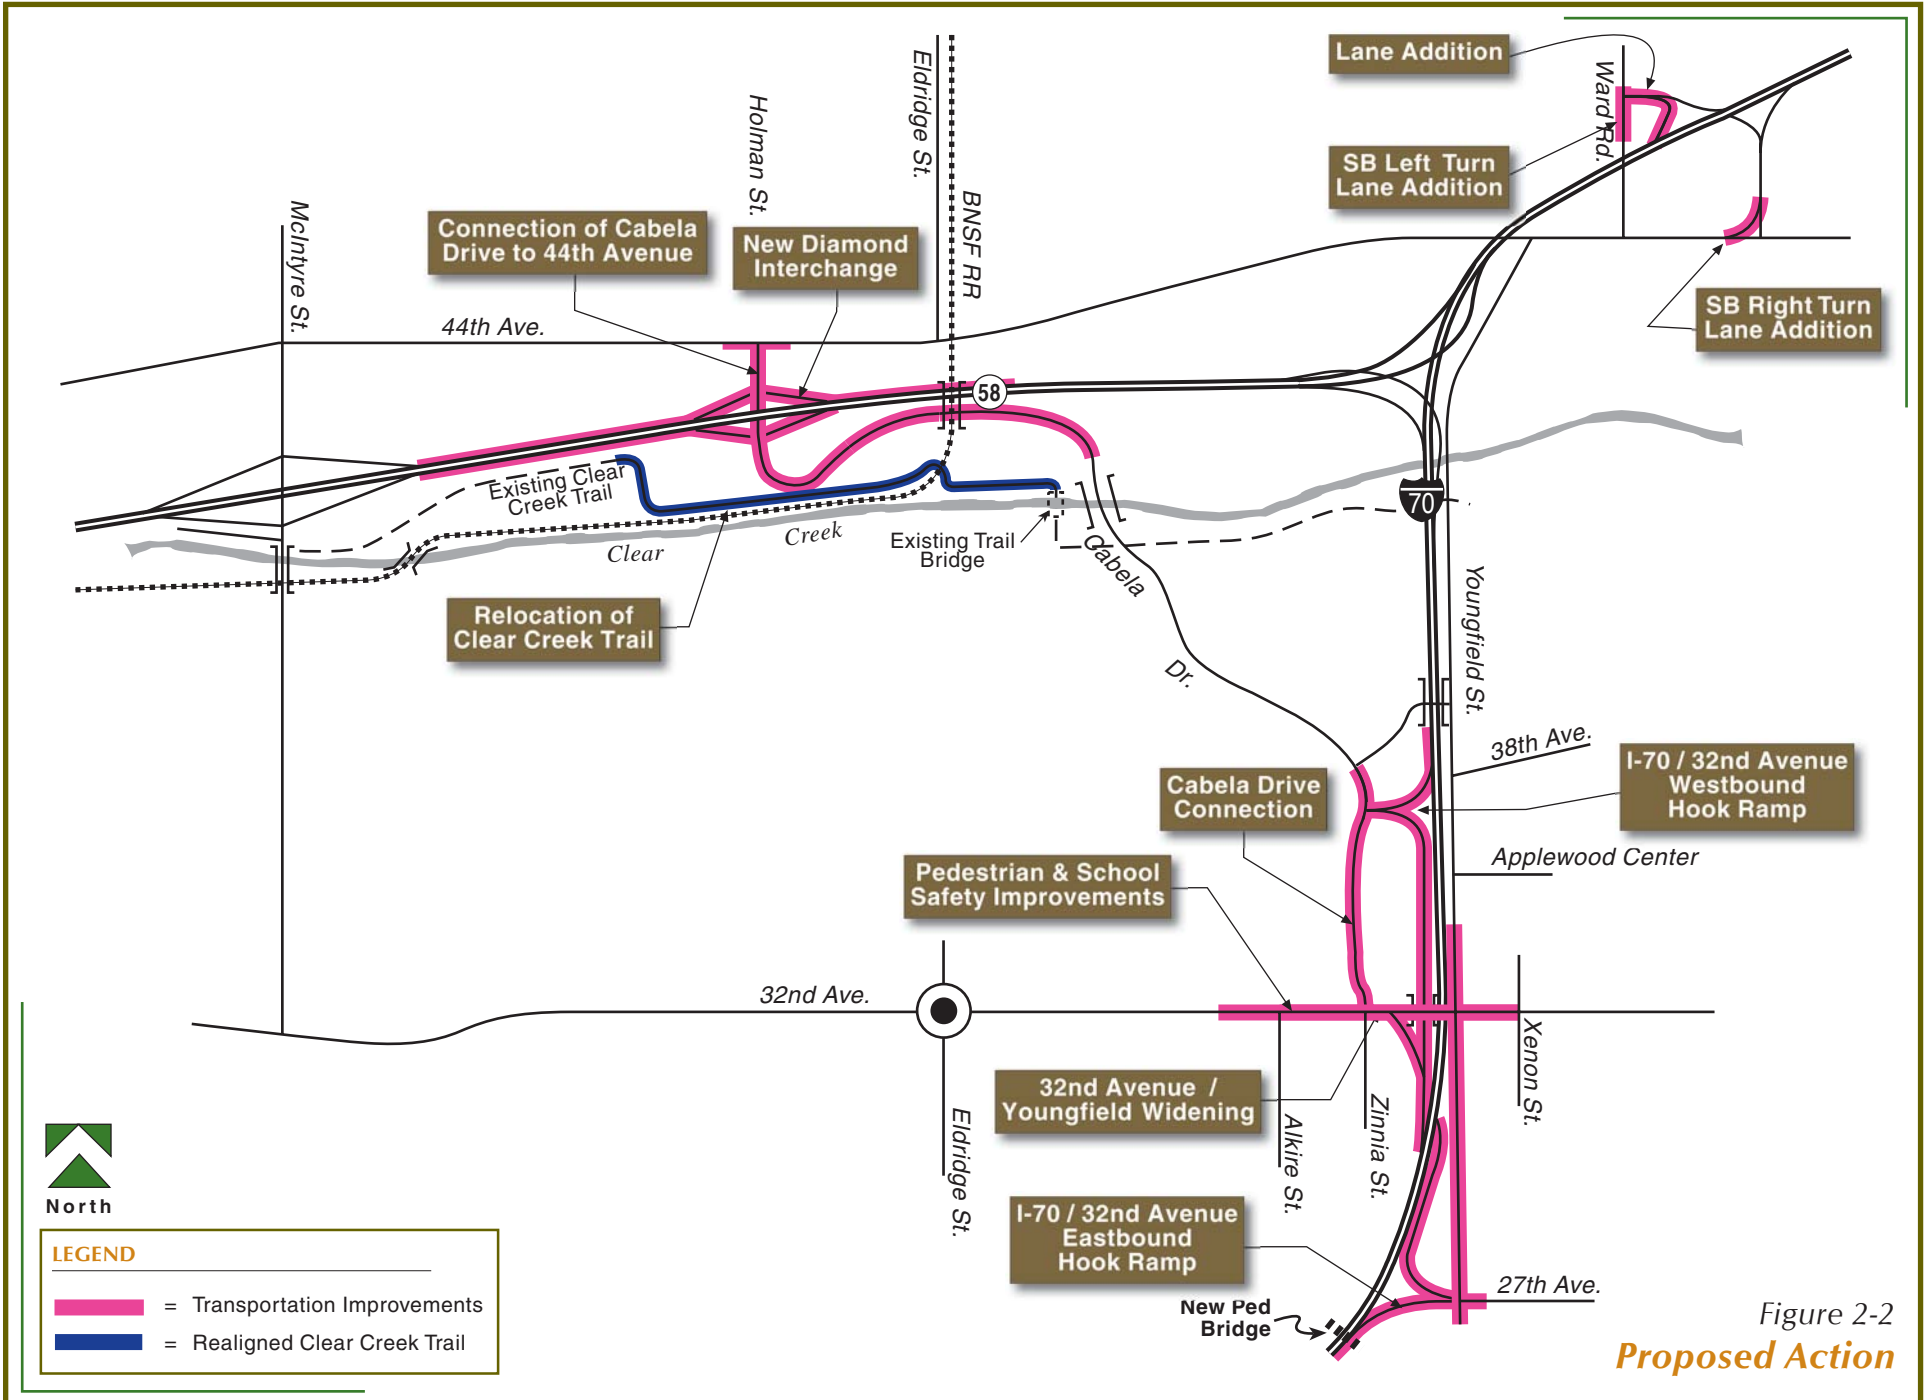 Lane Addition
Ward Rd.
SB Left Turn
Lane Addition
SB Right Turn
Lane Addition
Eldridge St.
BNSF RR
Holman St.
McIntyre St.
Connection of Cabela
Drive to 44th Avenue
New Diamond
Interchange
44th Ave.
58
Existing Clear
Creek Trail
Clear
Creek
Existing Trail
Bridge
Cabela
Dr.
70
Youngfield St.
Relocation of
Clear Creek Trail
38th Ave.
I-70 / 32nd Avenue
Westbound
Hook Ramp
Cabela Drive
Connection
Applewood Center
Pedestrian & School
Safety Improvements
32nd Ave.
Xenon St.
32nd Avenue /
Youngfield Widening
Alkire St.
Zinnia St.
Eldridge St.
I-70 / 32nd Avenue
Eastbound
Hook Ramp
27th Ave.
New Ped
Bridge
North
LEGEND
= Transportation Improvements
= Realigned Clear Creek Trail
Figure 2-2
Proposed Action